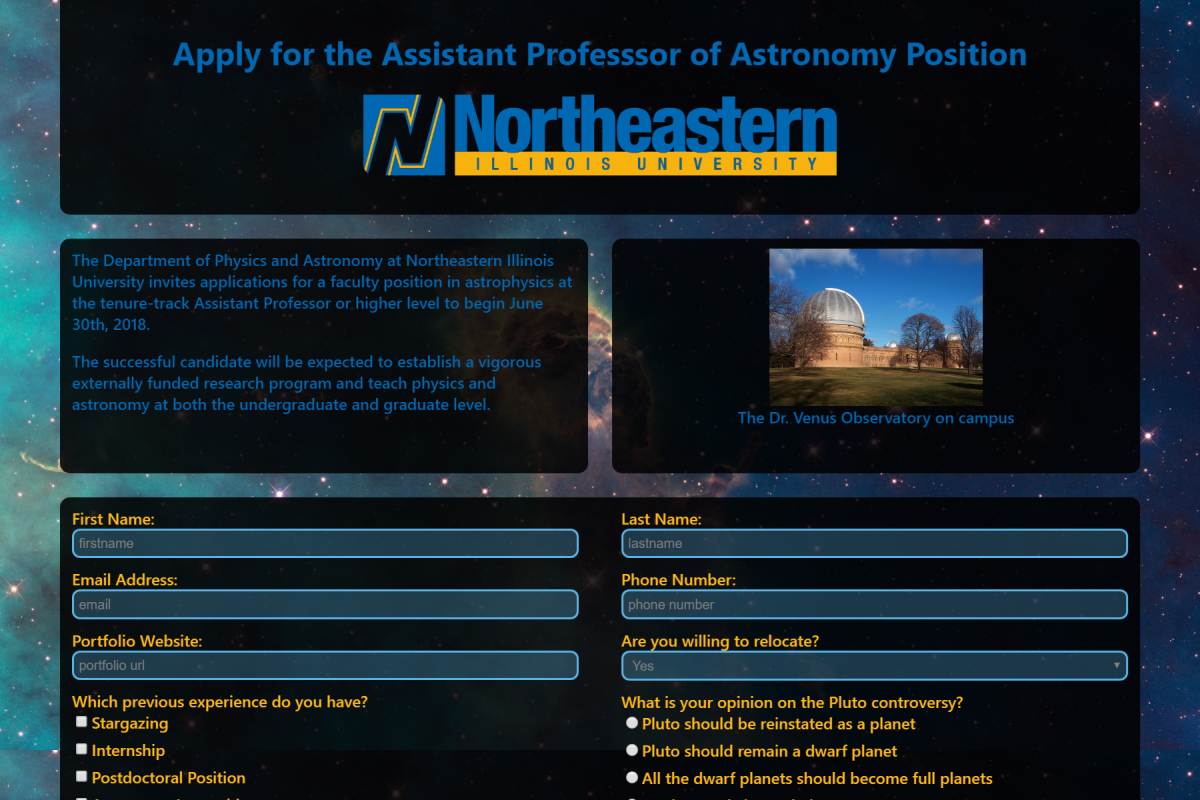 Apply for the Assistant Professsor of Astronomy Position
Northeastern
ILLINOIS UNIVERSITY
The Department of Physics and Astronomy at Northeastern Illinois
University invites applications for a faculty position in astrophysics at
the tenure-track Assistant Professor or higher level to begin June
30th, 2018.
The successful candidate will be expected to establish a vigorous
externally funded research program and teach physics and
astronomy at both the undergraduate and graduate level.
The Dr. Venus Observatory on campus
First Name:
firstname
Last Name:
lastname
Email Address:
email
Phone Number:
phone number
Portfolio Website:
portfolio url
Are you willing to relocate?
Yes
Which previous experience do you have?
Stargazing
Internship
Postdoctoral Position
What is your opinion on the Pluto controversy?
Pluto should be reinstated as a planet
Pluto should remain a dwarf planet
All the dwarf planets should become full planets